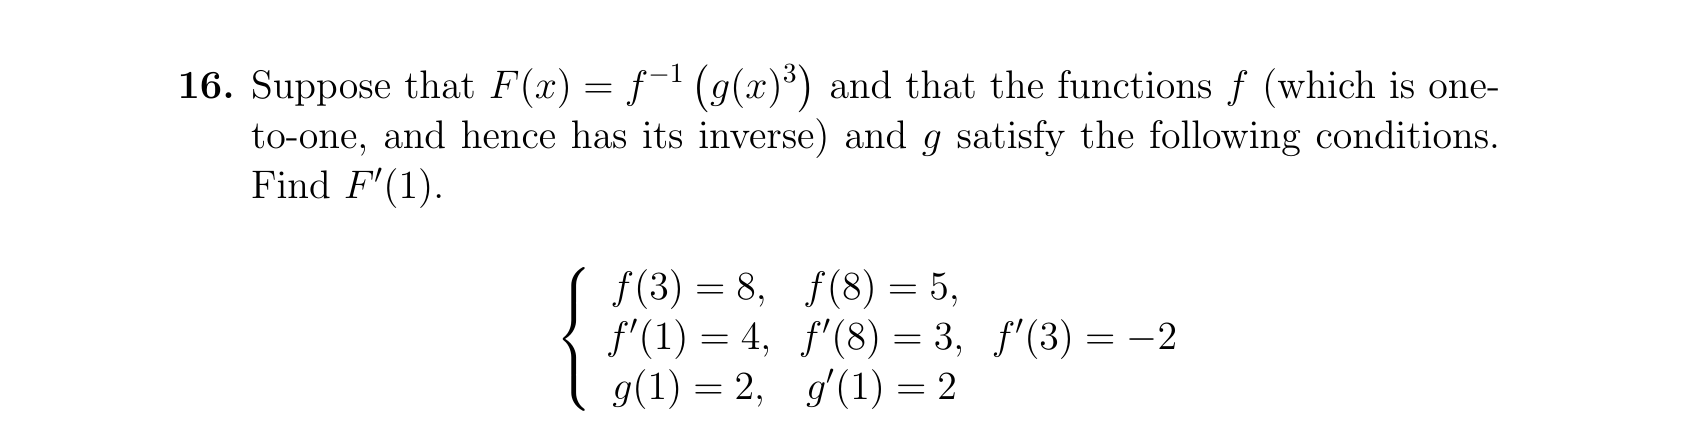 16. Suppose that F(x) = f⁻¹ (g(x)³) and that the functions f (which is one-
to-one, and hence has its inverse) and g satisfy the following conditions.
Find F′(1).
f(3) = 8, f(8) = 5,
f′(1) = 4, f′(8) = 3, f′(3) = −2
g(1) = 2, g′(1) = 2